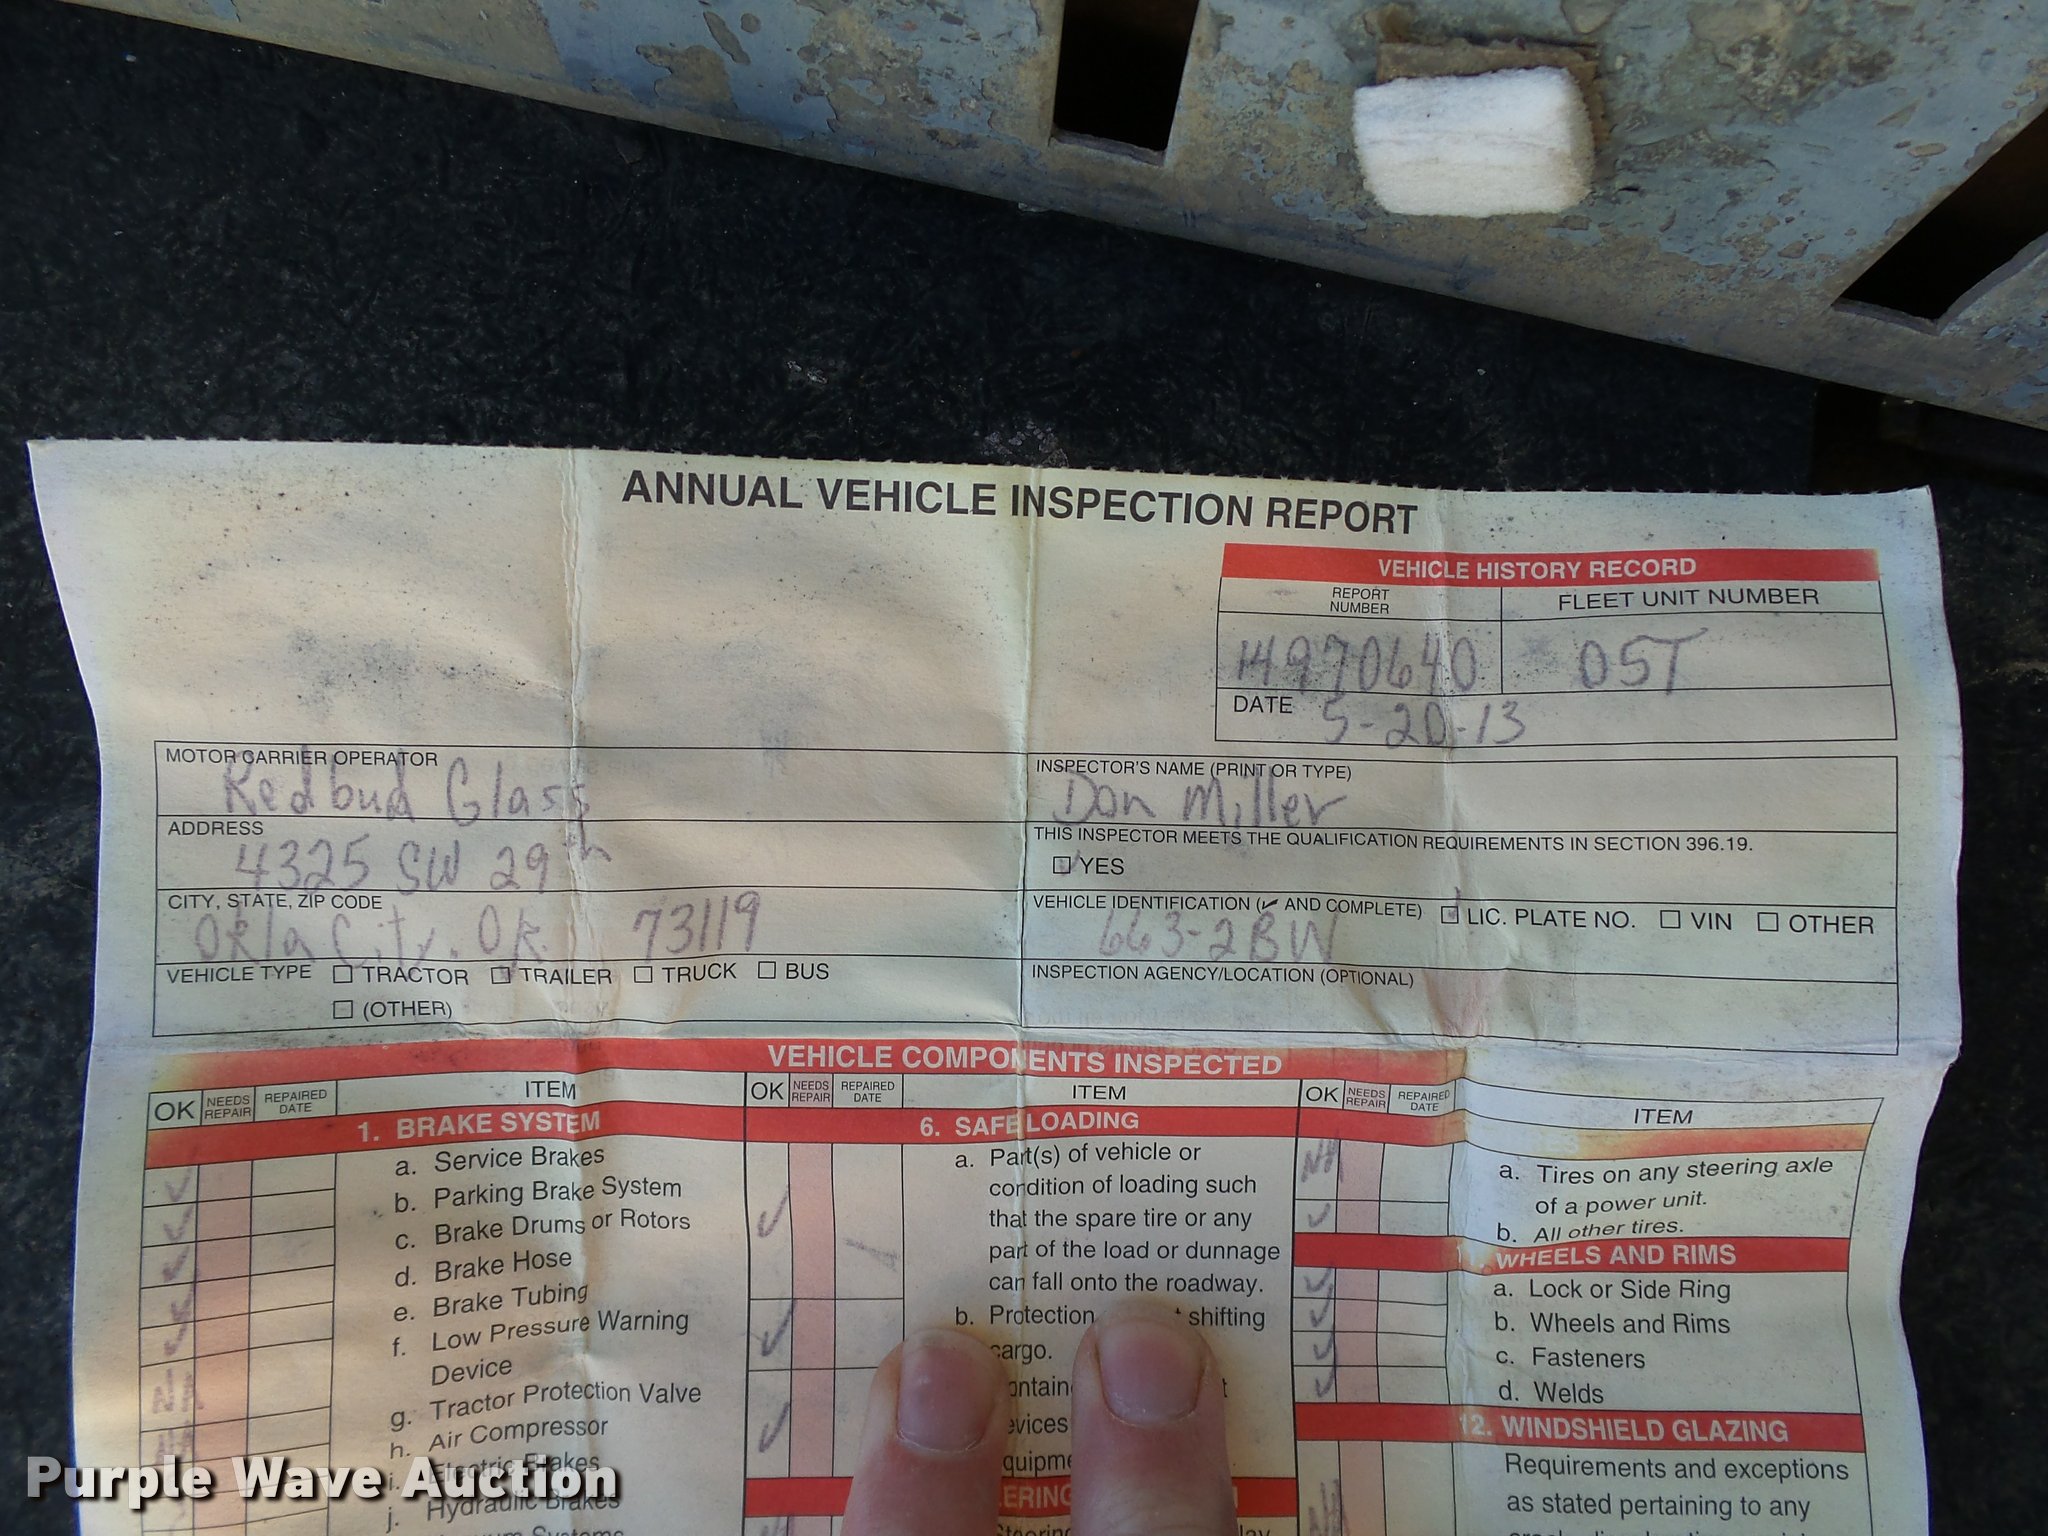 ANNUAL VEHICLE INSPECTION REPORT
VEHICLE HISTORY RECORD
REPORT NUMBER
FLEET UNIT NUMBER
14970640
05T
DATE 5-20-13
MOTOR CARRIER OPERATOR
Redbud Glass
ADDRESS
4325 SW 29th
CITY, STATE, ZIP CODE
Okla City. Ok. 73119
VEHICLE TYPE TRACTOR TRAILER TRUCK BUS
(OTHER)
INSPECTOR'S NAME (PRINT OR TYPE)
Don Miller
THIS INSPECTOR MEETS THE QUALIFICATION REQUIREMENTS IN SECTION 396.19.
YES
VEHICLE IDENTIFICATION (✓ AND COMPLETE) LIC. PLATE NO. VIN OTHER
663-2BW
INSPECTION AGENCY/LOCATION (OPTIONAL)
VEHICLE COMPONENTS INSPECTED
OK NEEDS REPAIR REPAIRED DATE ITEM
1. BRAKE SYSTEM
a. Service Brakes
b. Parking Brake System
c. Brake Drums or Rotors
d. Brake Hose
e. Brake Tubing
f. Low Pressure Warning
Device
g. Tractor Protection Valve
h. Air Compressor
i. Electric Brakes
j. Hydraulic Brakes
Systems
OK NEEDS REPAIR REPAIRED DATE ITEM
6. SAFE LOADING
a. Part(s) of vehicle or
condition of loading such
that the spare tire or any
part of the load or dunnage
can fall onto the roadway.
b. Protection shifting
cargo.
OK NEEDS REPAIR REPAIRED DATE ITEM
NA
a. Tires on any steering axle
of a power unit.
b. All other tires.
WHEELS AND RIMS
a. Lock or Side Ring
b. Wheels and Rims
c. Fasteners
d. Welds
12. WINDSHIELD GLAZING
NA
Requirements and exceptions
as stated pertaining to any
Purple Wave Auction